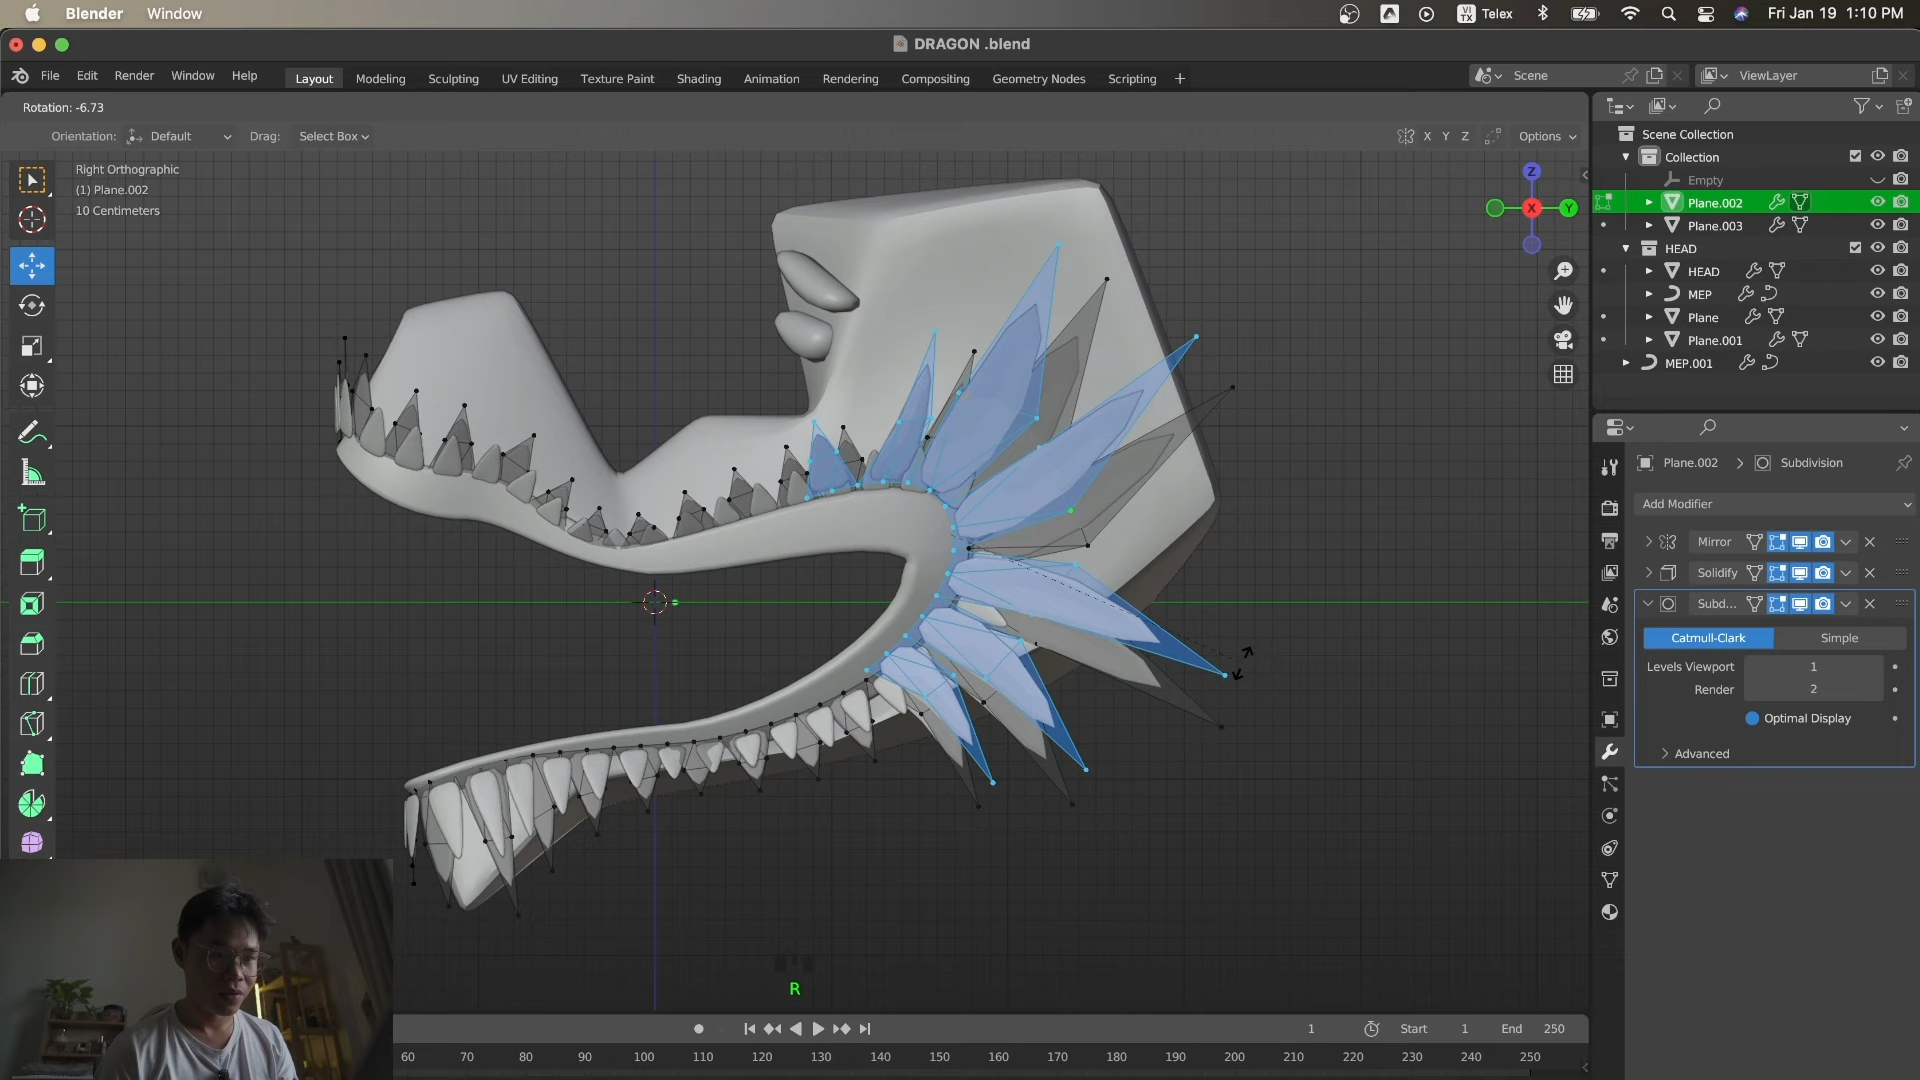 Blender Window
VI TX Telex Fri Jan 19 1:10 PM
DRAGON .blend
File Edit Render Window Help Layout Modeling Sculpting UV Editing Texture Paint Shading Animation Rendering Compositing Geometry Nodes Scripting + Scene ViewLayer
Rotation: -6.73
Orientation: Default Drag: Select Box X Y Z Options
Scene Collection
Right Orthographic
(1) Plane.002
10 Centimeters
Z
X
Y
Collection
Empty
Plane.002
Plane.003
HEAD
HEAD
MEP
Plane
Plane.001
MEP.001
Plane.002 > Subdivision
Add Modifier
Mirror
Solidify
Subd...
Catmull-Clark Simple
Levels Viewport 1
Render 2
Optimal Display
Advanced
R
1 Start 1 End 250
60 70 80 90 100 110 120 130 140 150 160 170 180 190 200 210 220 230 240 250